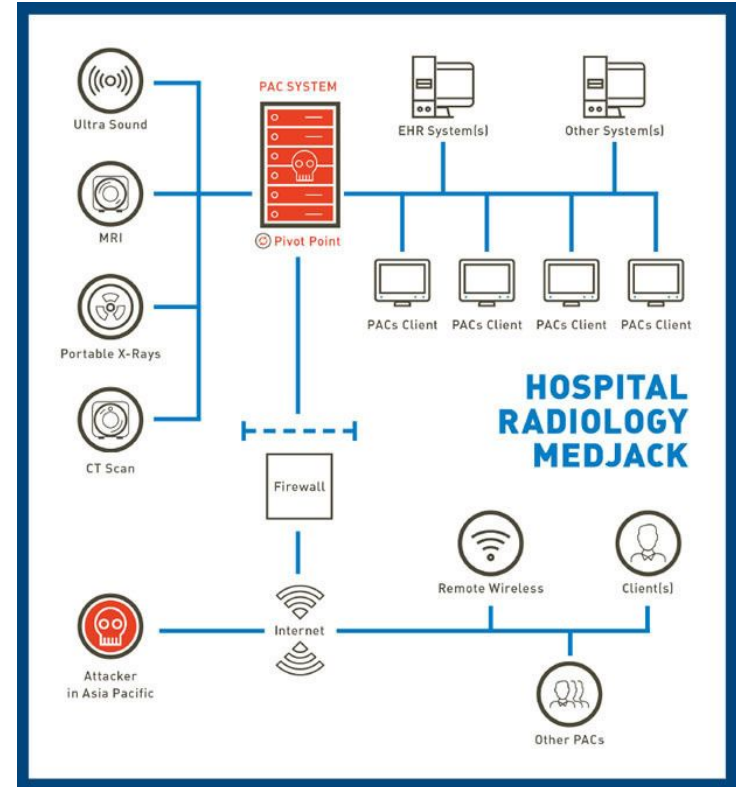 Ultra Sound
MRI
Portable X-Rays
CT Scan
PAC SYSTEM
Pivot Point
EHR System(s)
Other System(s)
PACs Client
PACs Client
PACs Client
PACs Client
HOSPITAL
RADIOLOGY
MEDJACK
Firewall
Internet
Remote Wireless
Client(s)
Attacker
in Asia Pacific
Other PACs